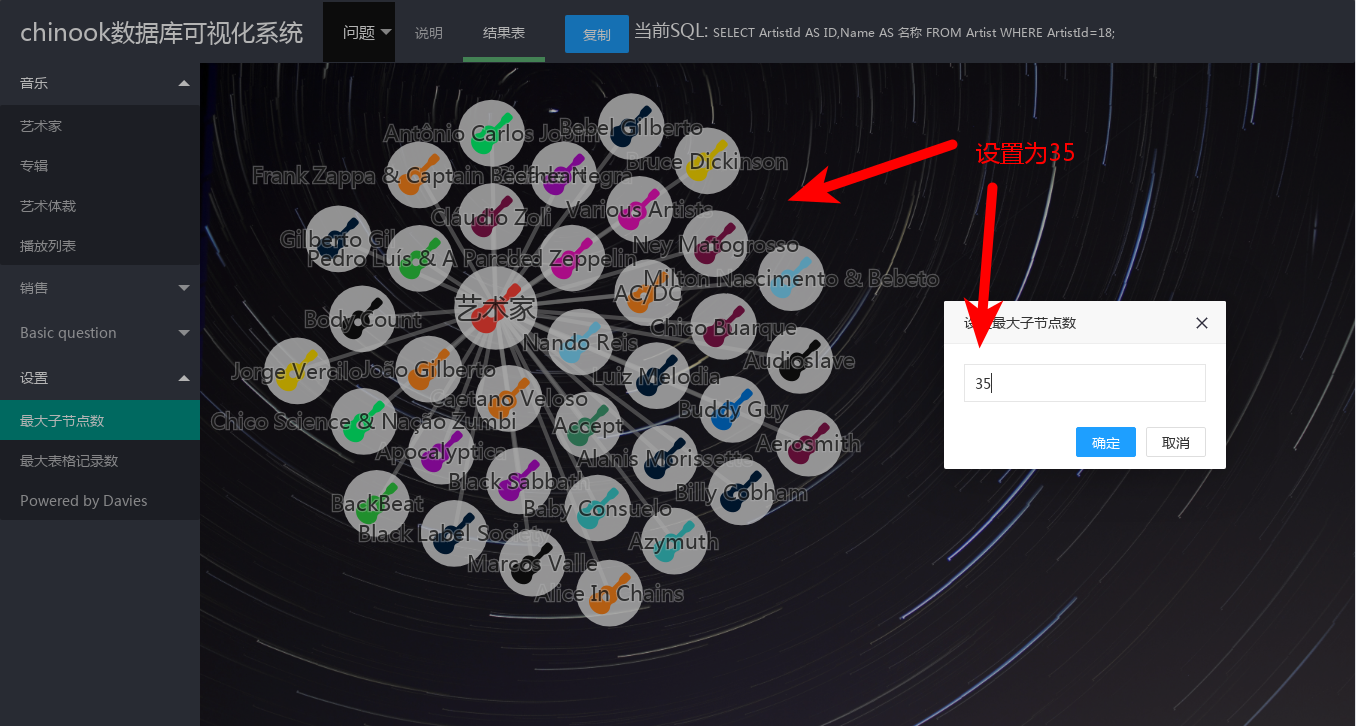 chinook数据库可视化系统
问题
说明
结果表
复制
当前SQL: SELECT ArtistId AS ID,Name AS 名称 FROM Artist WHERE ArtistId=18;
音乐
艺术家
专辑
艺术体裁
播放列表
销售
Basic question
设置
最大子节点数
最大表格记录数
Powered by Davies
设置为35
Antônio Carlos Jobim
Bebel Gilberto
Bruce Dickinson
Frank Zappa & Captain Beefheart
Cláudio Zoli
Various Artists
Gilberto Gil
Ney Matogrosso
Pedro Luís & A Parede
Led Zeppelin
Milton Nascimento & Bebeto
AC/DC
艺术家
Body Count
Chico Buarque
Nando Reis
Audioslave
Jorge Vercilo
João Gilberto
Luiz Melodia
Caetano Veloso
Buddy Guy
Chico Science & Nação Zumbi
Accept
Aerosmith
Apocalyptica
Alanis Morissette
Black Sabbath
Billy Cobham
BackBeat
Baby Consuelo
Black Label Society
Azymuth
Marcos Valle
Alice In Chains
最大子节点数
35
确定
取消